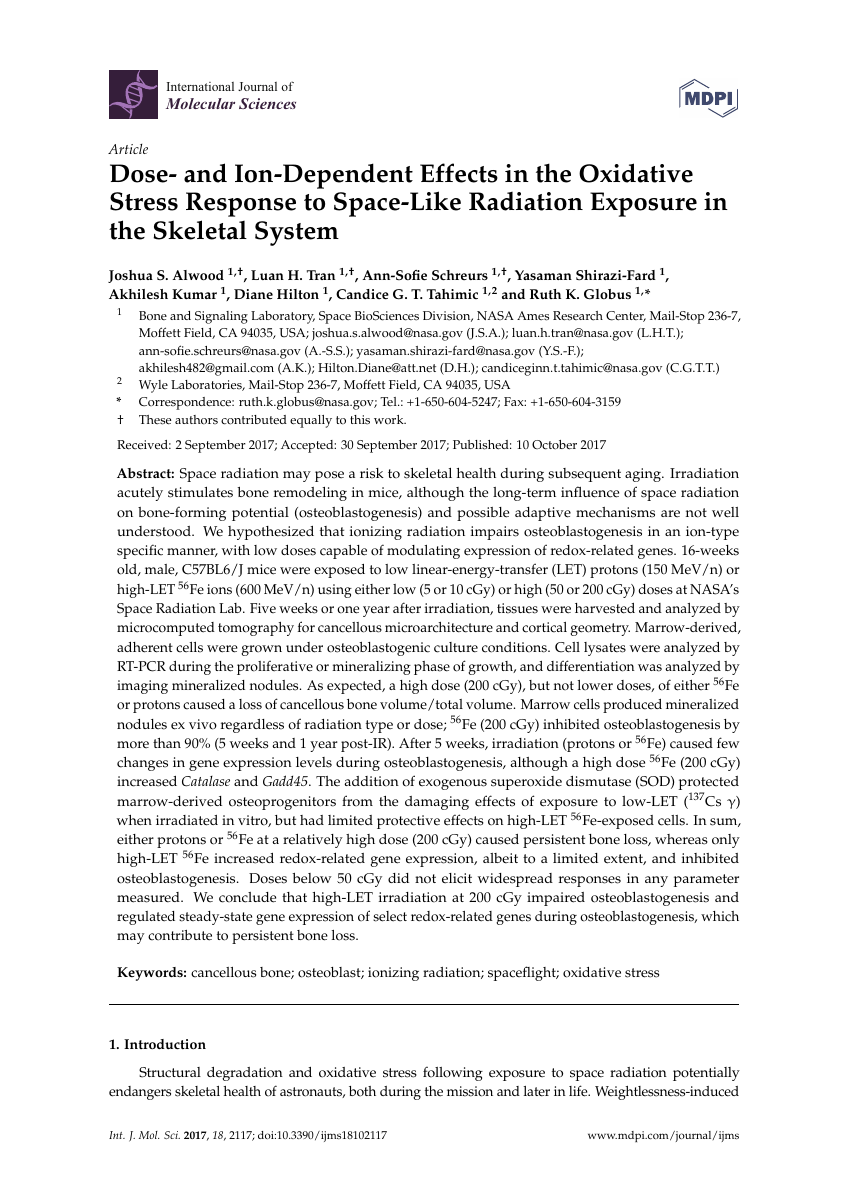 International Journal of
Molecular Sciences
MDPI
Article
Dose- and Ion-Dependent Effects in the Oxidative
Stress Response to Space-Like Radiation Exposure in
the Skeletal System
Joshua S. Alwood 1,†, Luan H. Tran 1,†, Ann-Sofie Schreurs 1,†, Yasaman Shirazi-Fard 1,
Akhilesh Kumar 1, Diane Hilton 1, Candice G. T. Tahimic 1,2 and Ruth K. Globus 1,*
1 Bone and Signaling Laboratory, Space BioSciences Division, NASA Ames Research Center, Mail-Stop 236-7,
Moffett Field, CA 94035, USA; joshua.s.alwood@nasa.gov (J.S.A.); luan.h.tran@nasa.gov (L.H.T.);
ann-sofie.schreurs@nasa.gov (A.-S.S.); yasaman.shirazi-fard@nasa.gov (Y.S.-F.);
akhilesh482@gmail.com (A.K.); Hilton.Diane@att.net (D.H.); candiceginn.t.tahimic@nasa.gov (C.G.T.T.)
2 Wyle Laboratories, Mail-Stop 236-7, Moffett Field, CA 94035, USA
* Correspondence: ruth.k.globus@nasa.gov; Tel.: +1-650-604-5247; Fax: +1-650-604-3159
† These authors contributed equally to this work.
Received: 2 September 2017; Accepted: 30 September 2017; Published: 10 October 2017
Abstract: Space radiation may pose a risk to skeletal health during subsequent aging. Irradiation
acutely stimulates bone remodeling in mice, although the long-term influence of space radiation
on bone-forming potential (osteoblastogenesis) and possible adaptive mechanisms are not well
understood. We hypothesized that ionizing radiation impairs osteoblastogenesis in an ion-type
specific manner, with low doses capable of modulating expression of redox-related genes. 16-weeks
old, male, C57BL6/J mice were exposed to low linear-energy-transfer (LET) protons (150 MeV/n) or
high-LET 56Fe ions (600 MeV/n) using either low (5 or 10 cGy) or high (50 or 200 cGy) doses at NASA's
Space Radiation Lab. Five weeks or one year after irradiation, tissues were harvested and analyzed by
microcomputed tomography for cancellous microarchitecture and cortical geometry. Marrow-derived,
adherent cells were grown under osteoblastogenic culture conditions. Cell lysates were analyzed by
RT-PCR during the proliferative or mineralizing phase of growth, and differentiation was analyzed by
imaging mineralized nodules. As expected, a high dose (200 cGy), but not lower doses, of either 56Fe
or protons caused a loss of cancellous bone volume/total volume. Marrow cells produced mineralized
nodules ex vivo regardless of radiation type or dose; 56Fe (200 cGy) inhibited osteoblastogenesis by
more than 90% (5 weeks and 1 year post-IR). After 5 weeks, irradiation (protons or 56Fe) caused few
changes in gene expression levels during osteoblastogenesis, although a high dose 56Fe (200 cGy)
increased Catalase and Gadd45. The addition of exogenous superoxide dismutase (SOD) protected
marrow-derived osteoprogenitors from the damaging effects of exposure to low-LET (137Cs γ)
when irradiated in vitro, but had limited protective effects on high-LET 56Fe-exposed cells. In sum,
either protons or 56Fe at a relatively high dose (200 cGy) caused persistent bone loss, whereas only
high-LET 56Fe increased redox-related gene expression, albeit to a limited extent, and inhibited
osteoblastogenesis. Doses below 50 cGy did not elicit widespread responses in any parameter
measured. We conclude that high-LET irradiation at 200 cGy impaired osteoblastogenesis and
regulated steady-state gene expression of select redox-related genes during osteoblastogenesis, which
may contribute to persistent bone loss.
Keywords: cancellous bone; osteoblast; ionizing radiation; spaceflight; oxidative stress
1. Introduction
Structural degradation and oxidative stress following exposure to space radiation potentially
endangers skeletal health of astronauts, both during the mission and later in life. Weightlessness-induced
Int. J. Mol. Sci. 2017, 18, 2117; doi:10.3390/ijms18102117
www.mdpi.com/journal/ijms